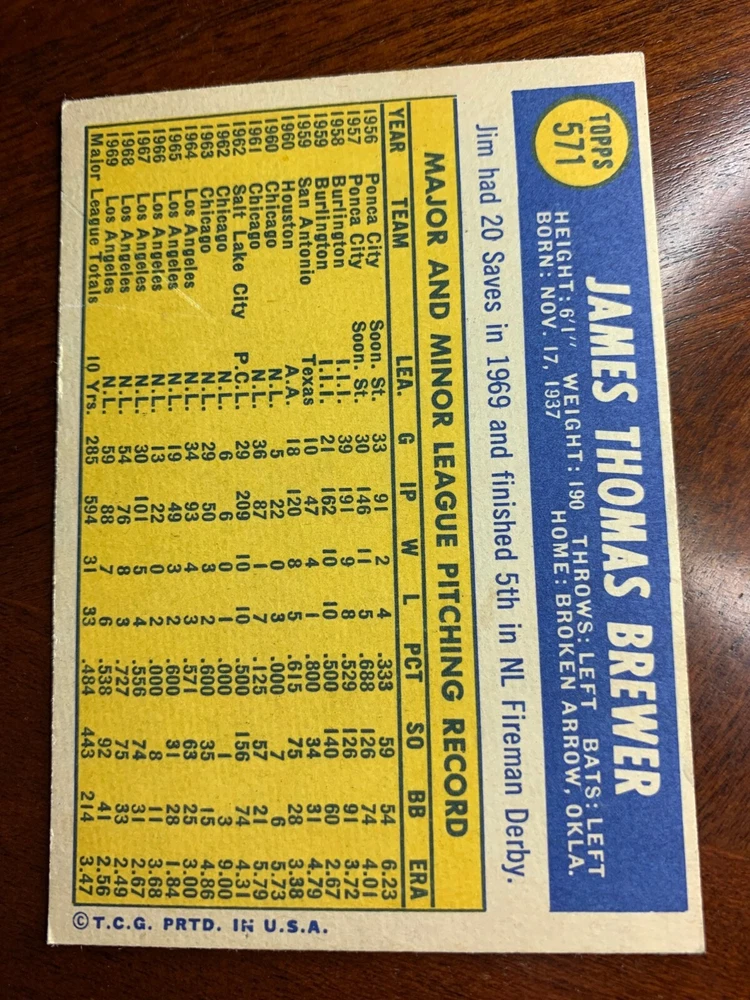 TOPPS
571
JAMES THOMAS BREWER
HEIGHT: 6'1" WEIGHT: 190 THROWS: LEFT BATS: LEFT
BORN: NOV. 17, 1937 HOME: BROKEN ARROW, OKLA.
Jim had 20 Saves in 1969 and finished 5th in NL Fireman Derby.
MAJOR AND MINOR LEAGUE PITCHING RECORD
YEAR TEAM LEA. G IP W L PCT SO BB ERA
1956 Ponca City Soon. St. 33 91 2 4 .333 59 54 6.23
1957 Ponca City Soon. St. 30 146 11 5 .688 126 74 4.01
1958 Burlington I.I.I. 39 191 9 8 .529 126 91 3.72
1959 Burlington I.I.I. 21 162 10 10 .500 140 60 2.67
1959 San Antonio Texas 10 47 4 1 .800 34 31 4.79
1960 Houston A.A. 18 120 8 5 .615 75 28 3.38
1960 Chicago N.L. 5 22 0 3 .000 7 6 5.73
1961 Chicago N.L. 36 87 1 7 .125 57 21 5.79
1962 Salt Lake City P.C.L. 29 209 10 10 .500 156 74 4.31
1962 Chicago N.L. 6 6 0 1 .000 1 3 9.00
1963 Chicago N.L. 29 50 3 2 .600 35 15 4.86
1964 Los Angeles N.L. 34 93 4 3 .571 63 25 3.00
1965 Los Angeles N.L. 19 49 3 2 .600 31 28 1.84
1966 Los Angeles N.L. 13 22 0 2 .000 8 11 3.68
1967 Los Angeles N.L. 30 101 5 4 .556 74 31 2.67
1968 Los Angeles N.L. 54 76 8 3 .727 75 33 2.49
1969 Los Angeles N.L. 59 88 7 6 .538 92 41 2.56
Major League Totals 10 Yrs. 285 594 31 33 .484 443 214 3.47
©T.C.G. PRTD. IN U.S.A.